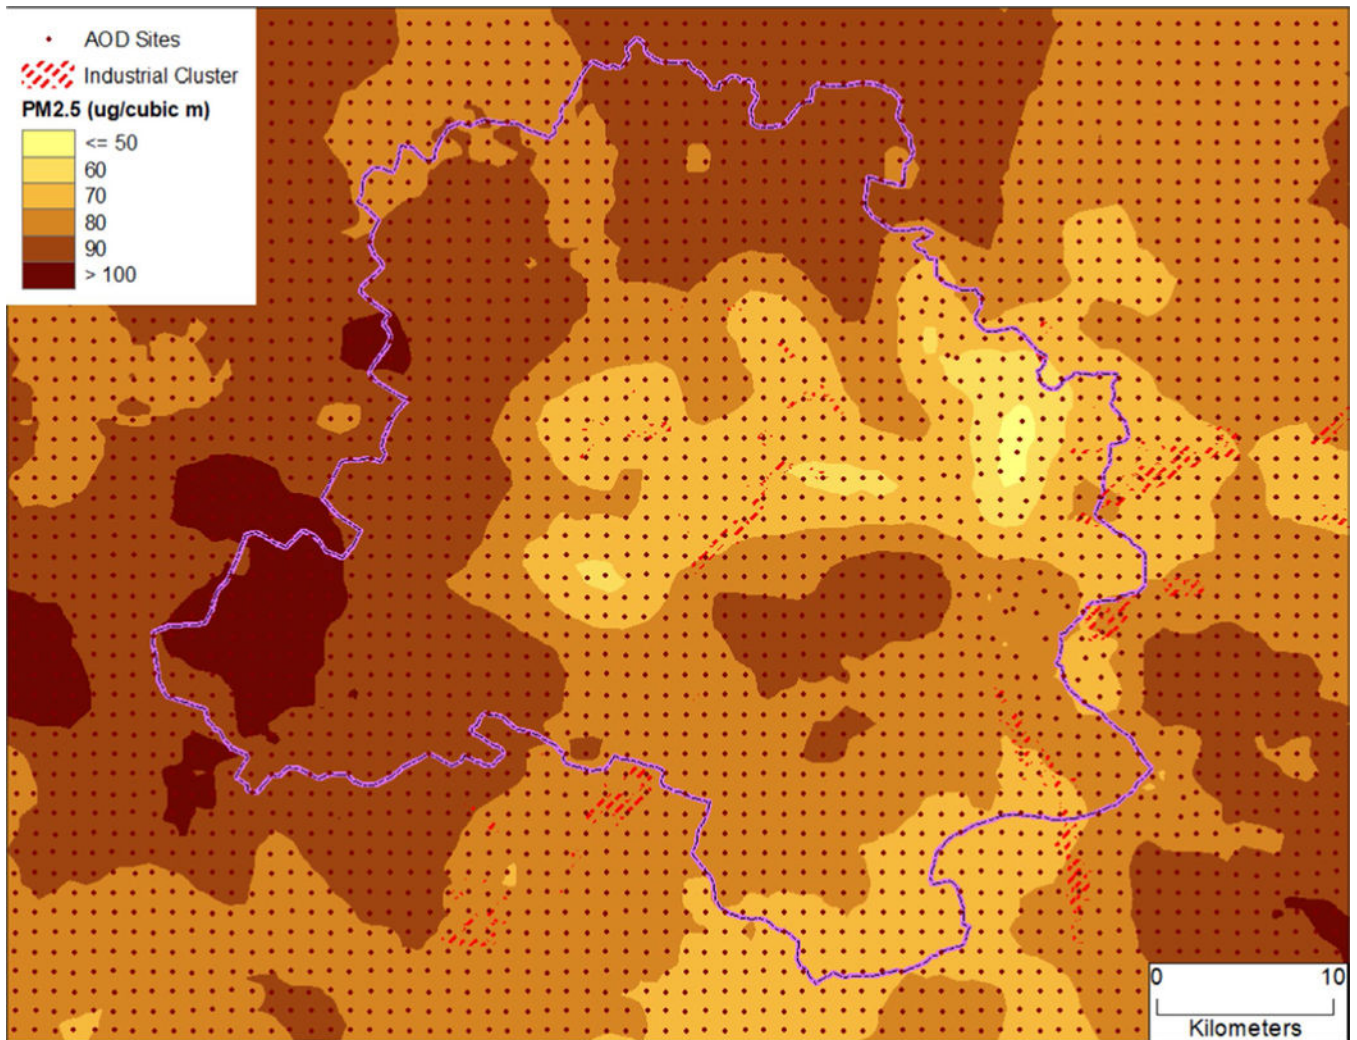 AOD Sites
Industrial Cluster
PM2.5 (ug/cubic m)
<= 50
60
70
80
90
> 100
0 10
Kilometers